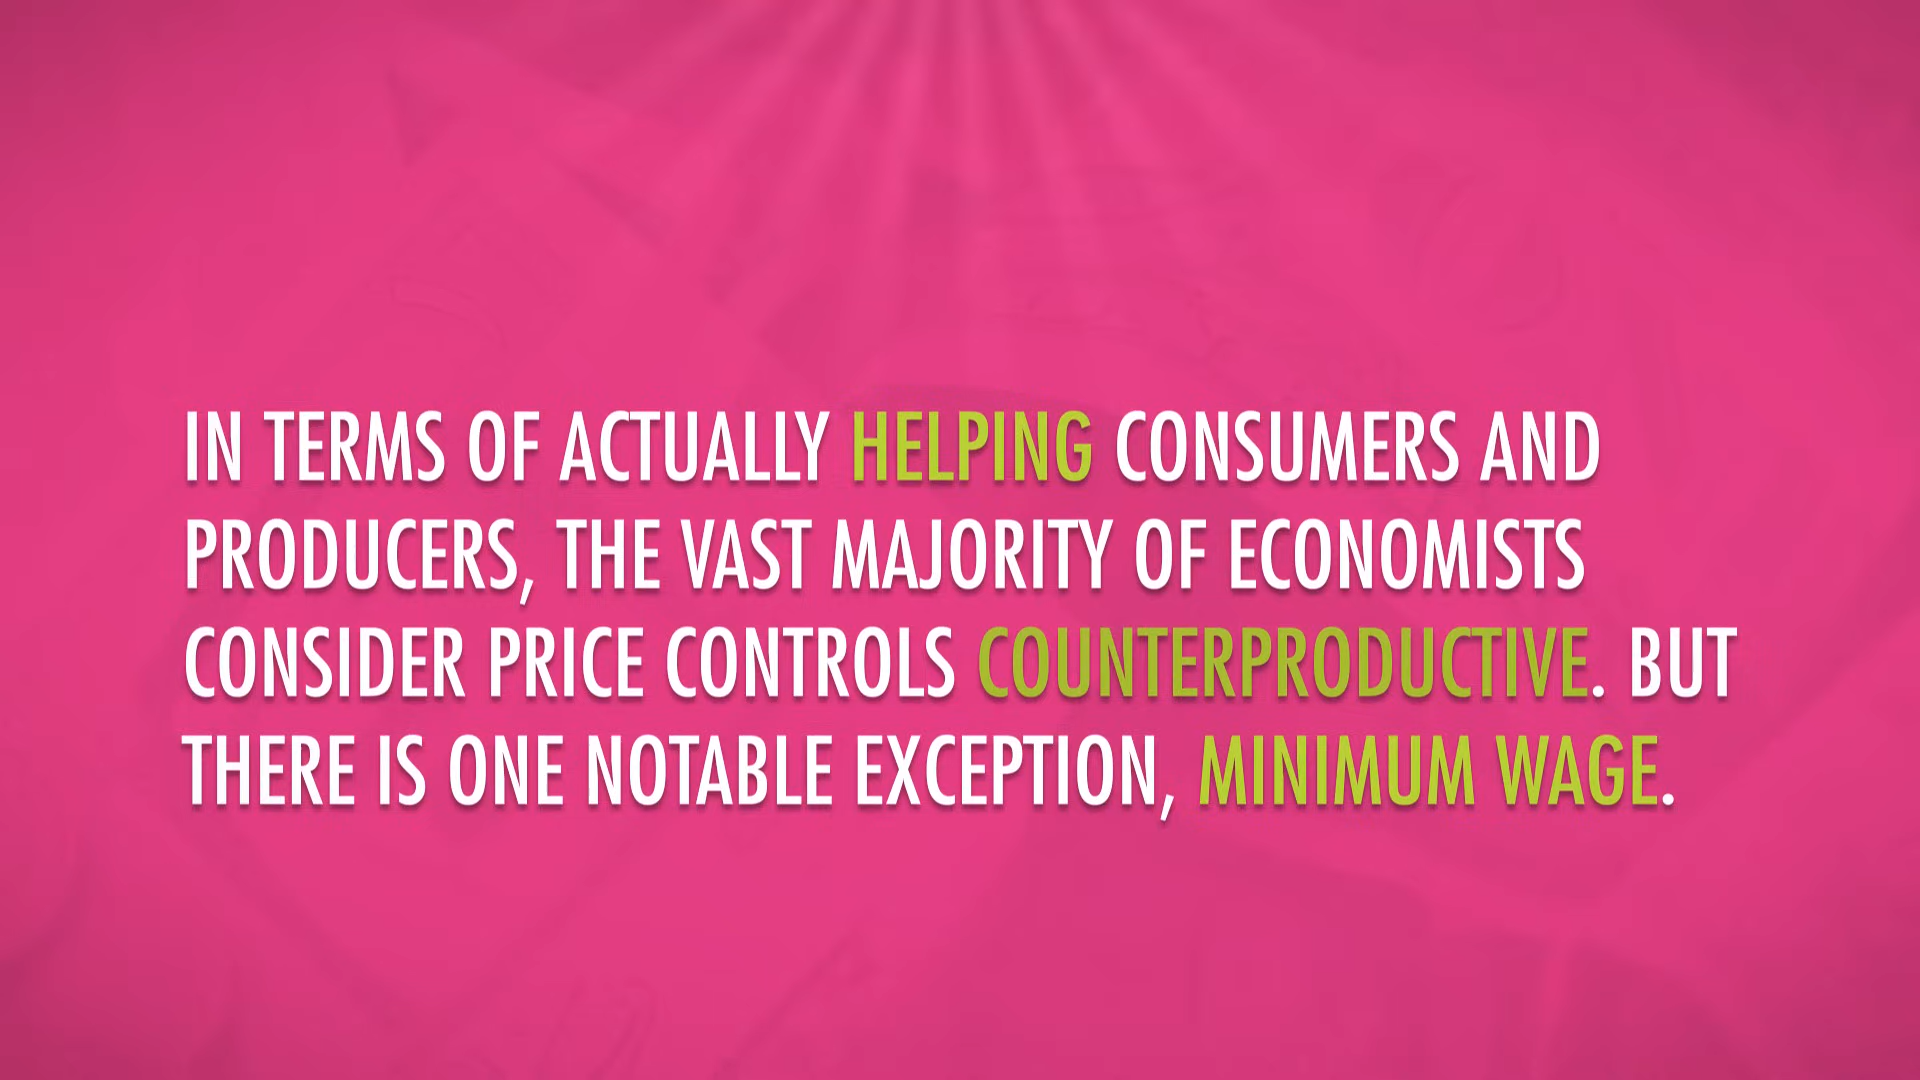 IN TERMS OF ACTUALLY HELPING CONSUMERS AND
PRODUCERS, THE VAST MAJORITY OF ECONOMISTS
CONSIDER PRICE CONTROLS COUNTERPRODUCTIVE. BUT
THERE IS ONE NOTABLE EXCEPTION, MINIMUM WAGE.